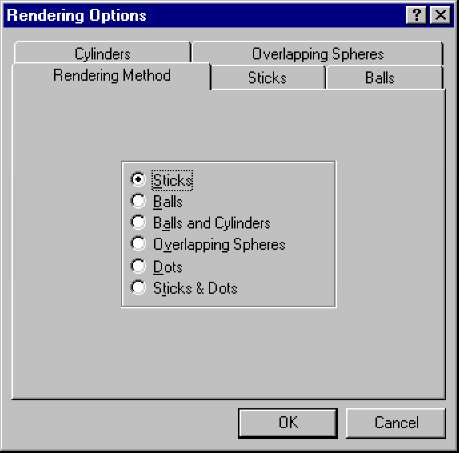 Rendering Options
Cylinders Overlapping Spheres
Rendering Method Sticks Balls
Sticks
Balls
Balls and Cylinders
Overlapping Spheres
Dots
Sticks & Dots
OK Cancel